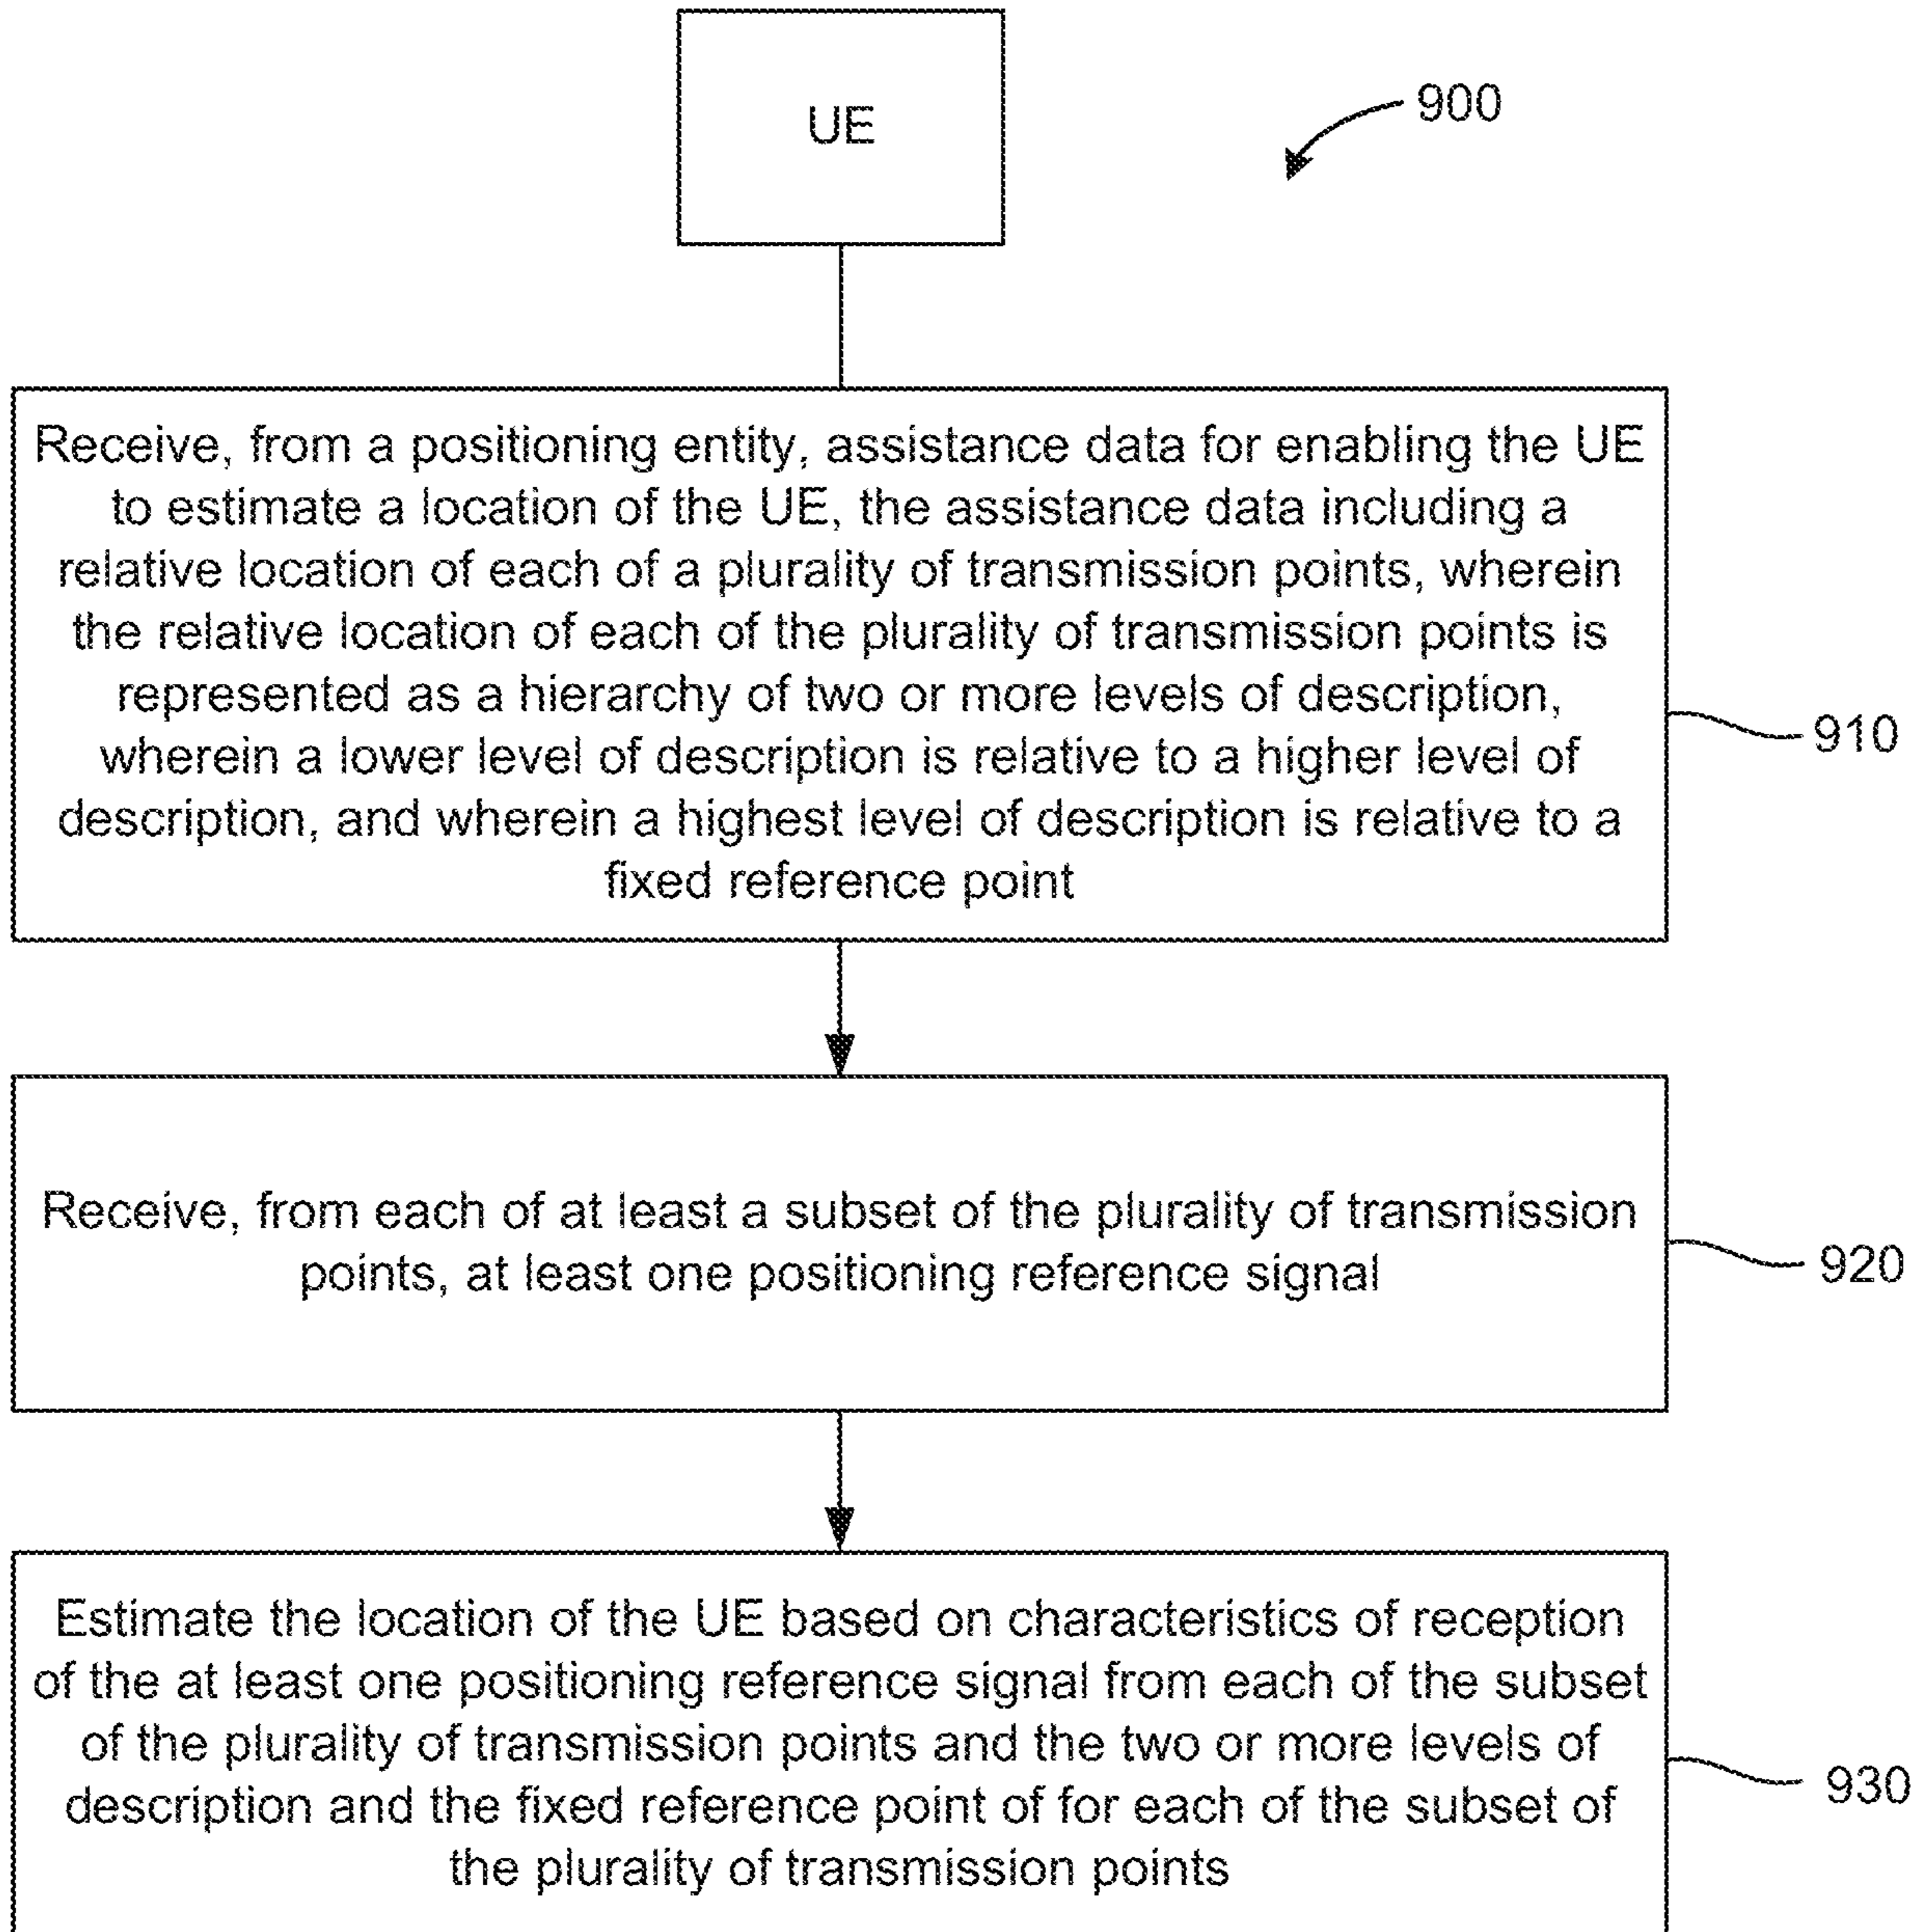 UE
900
Receive, from a positioning entity, assistance data for enabling the UE
to estimate a location of the UE, the assistance data including a
relative location of each of a plurality of transmission points, wherein
the relative location of each of the plurality of transmission points is
represented as a hierarchy of two or more levels of description,
wherein a lower level of description is relative to a higher level of
description, and wherein a highest level of description is relative to a
fixed reference point
910
Receive, from each of at least a subset of the plurality of transmission
points, at least one positioning reference signal
920
Estimate the location of the UE based on characteristics of reception
of the at least one positioning reference signal from each of the subset
of the plurality of transmission points and the two or more levels of
description and the fixed reference point of for each of the subset of
the plurality of transmission points
930